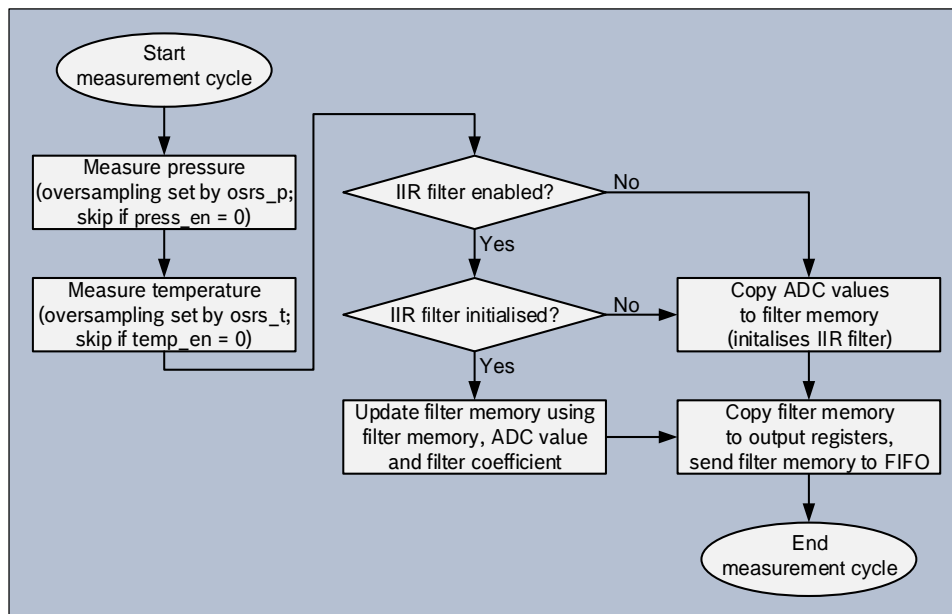 Start
measurement cycle
Measure pressure
(oversampling set by osrs_p;
skip if press_en = 0)
Measure temperature
(oversampling set by osrs_t;
skip if temp_en = 0)
IIR filter enabled?
No
Yes
IIR filter initialised?
No
Yes
Copy ADC values
to filter memory
(initalises IIR filter)
Update filter memory using
filter memory, ADC value
and filter coefficient
Copy filter memory
to output registers,
send filter memory to FIFO
End
measurement cycle